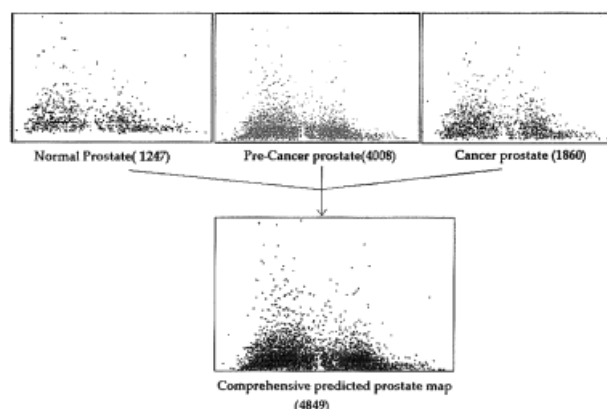 Normal Prostate( 1247)
Pre-Cancer prostate(4008)
Cancer prostate (1860)
Comprehensive predicted prostate map
(4849)